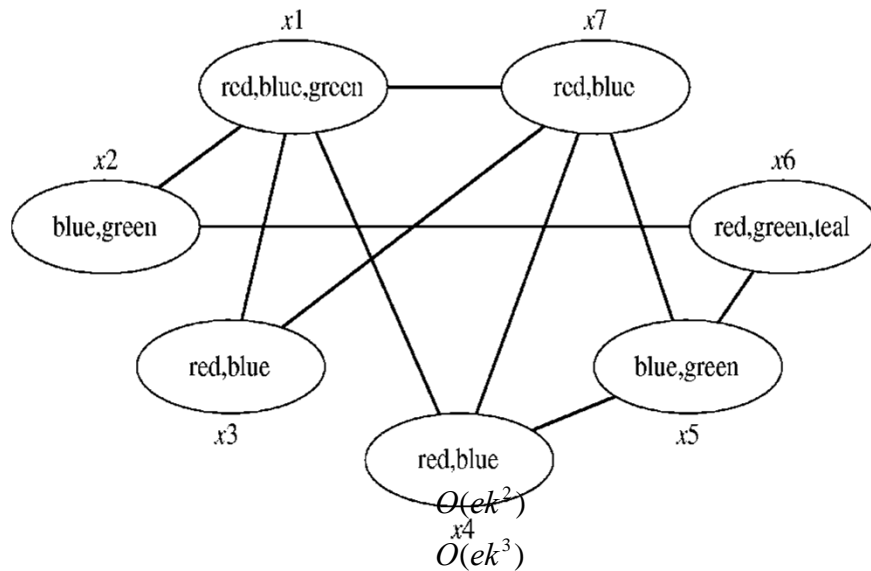 x1
x7
red,blue,green
red,blue
x2
x6
blue,green
red,green,teal
red,blue
blue,green
x3
x5
red,blue
O(ek²)
x4
O(ek³)